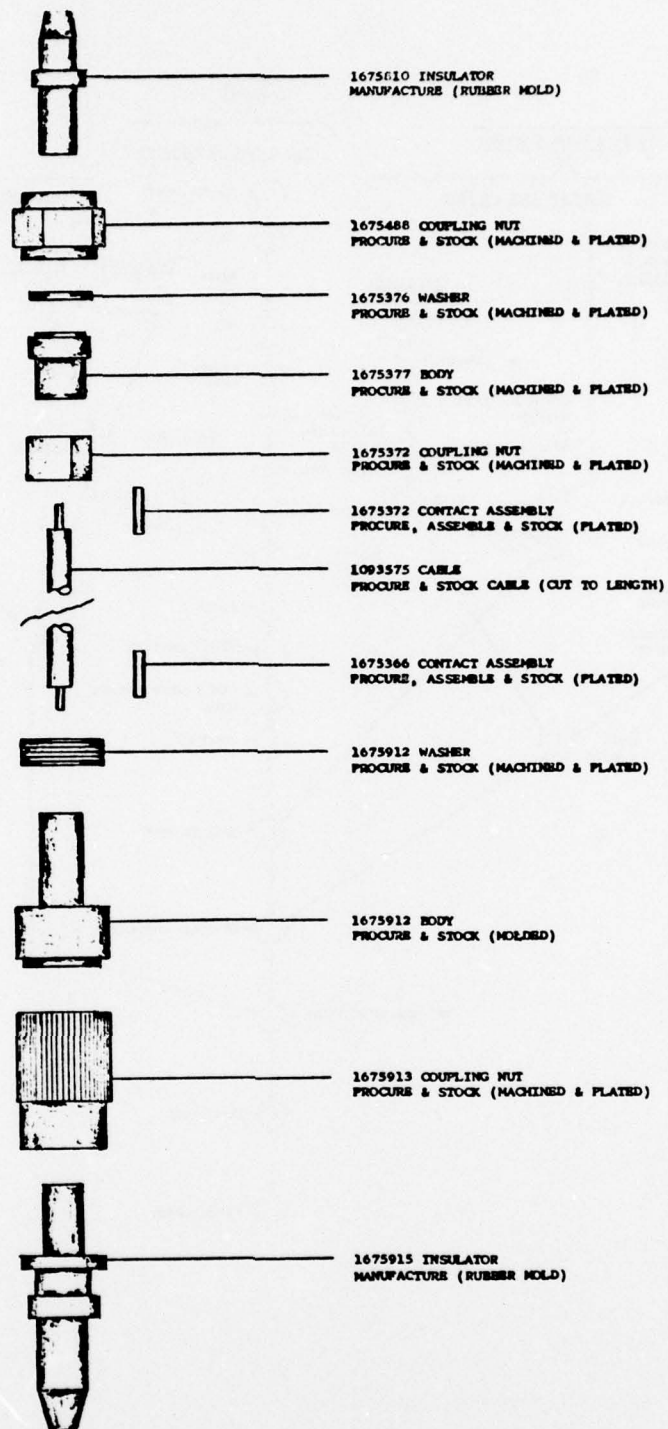 1675810 INSULATOR
MANUFACTURE (RUBBER MOLD)
1675488 COUPLING NUT
PROCURE & STOCK (MACHINED & PLATED)
1675376 WASHER
PROCURE & STOCK (MACHINED & PLATED)
1675377 BODY
PROCURE & STOCK (MACHINED & PLATED)
1675372 COUPLING NUT
PROCURE & STOCK (MACHINED & PLATED)
1675372 CONTACT ASSEMBLY
PROCURE, ASSEMBLE & STOCK (PLATED)
1093575 CABLE
PROCURE & STOCK CABLE (CUT TO LENGTH)
1675366 CONTACT ASSEMBLY
PROCURE, ASSEMBLE & STOCK (PLATED)
1675912 WASHER
PROCURE & STOCK (MACHINED & PLATED)
1675912 BODY
PROCURE & STOCK (MOLDED)
1675913 COUPLING NUT
PROCURE & STOCK (MACHINED & PLATED)
1675915 INSULATOR
MANUFACTURE (RUBBER MOLD)